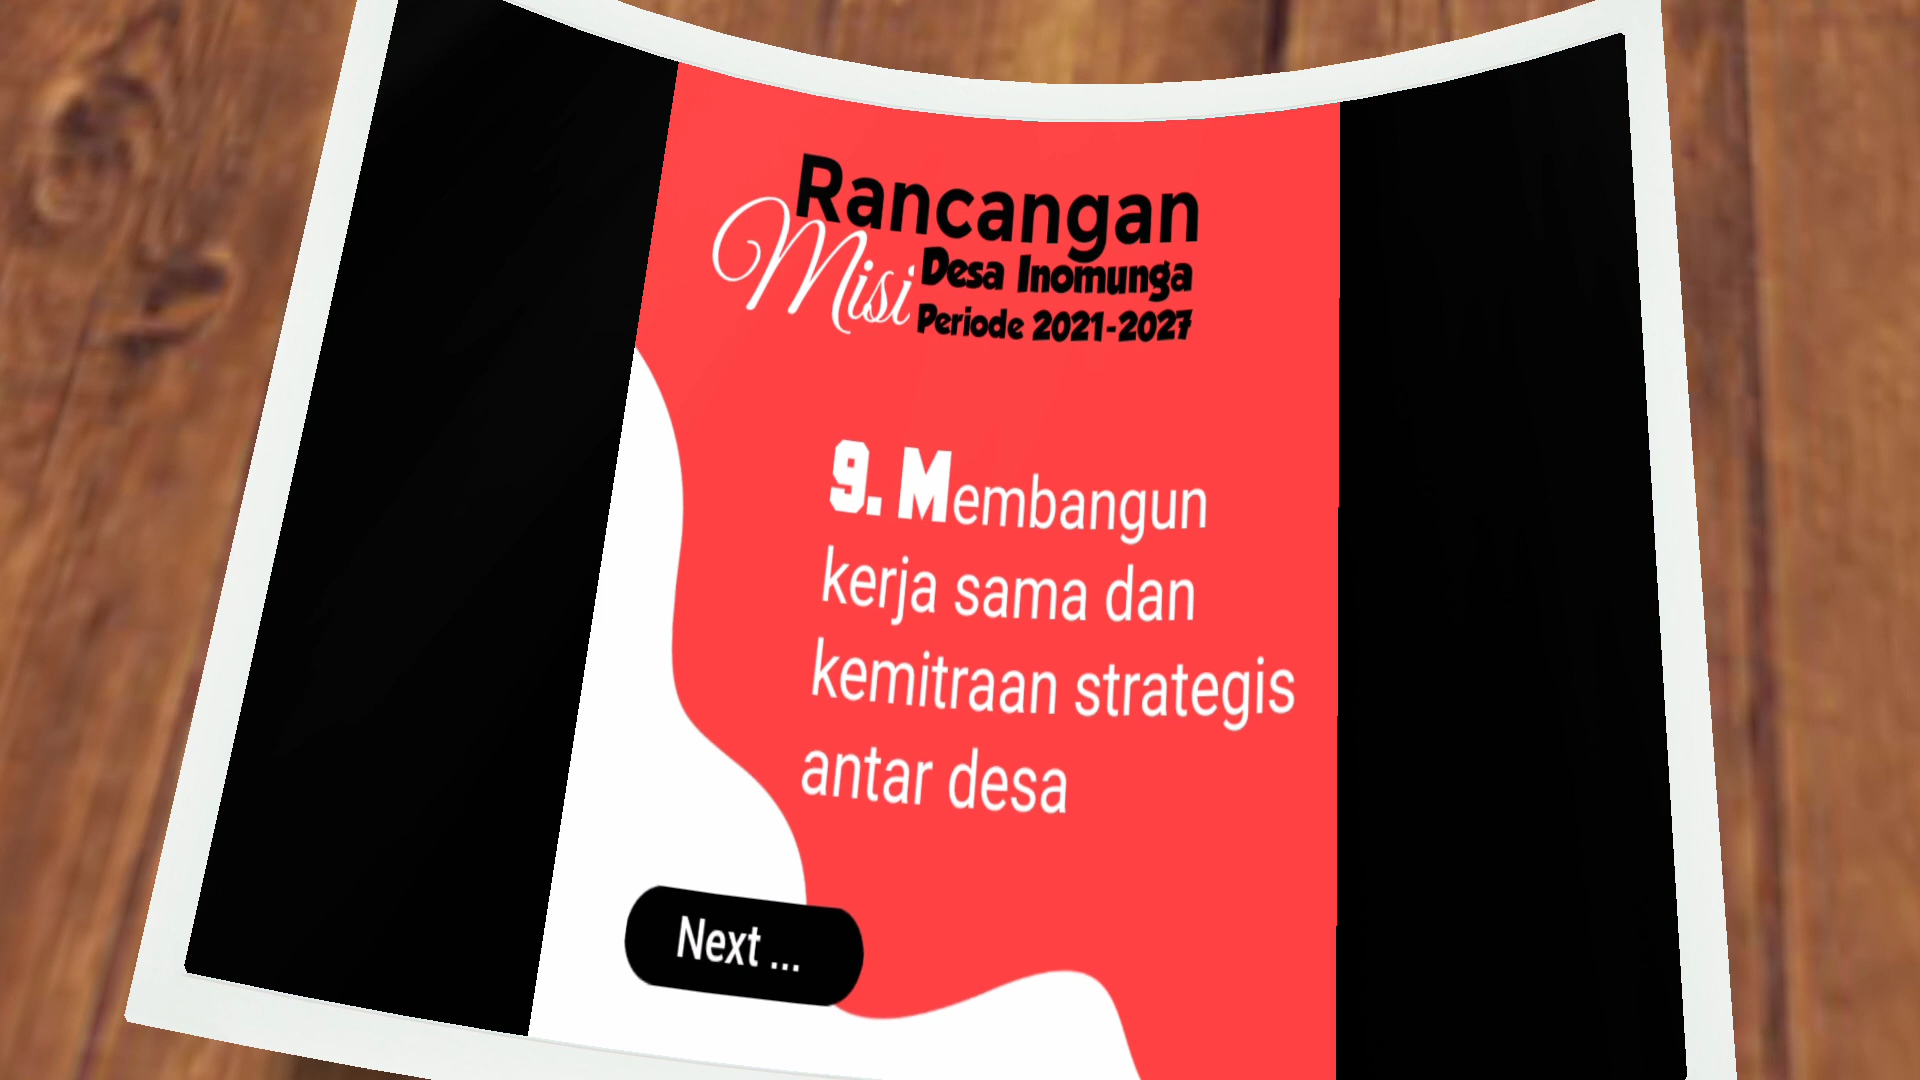 Rancangan
Misi Desa Inomunga
Periode 2021-2027
9. Membangun
kerja sama dan
kemitraan strategis
antar desa
Next ...